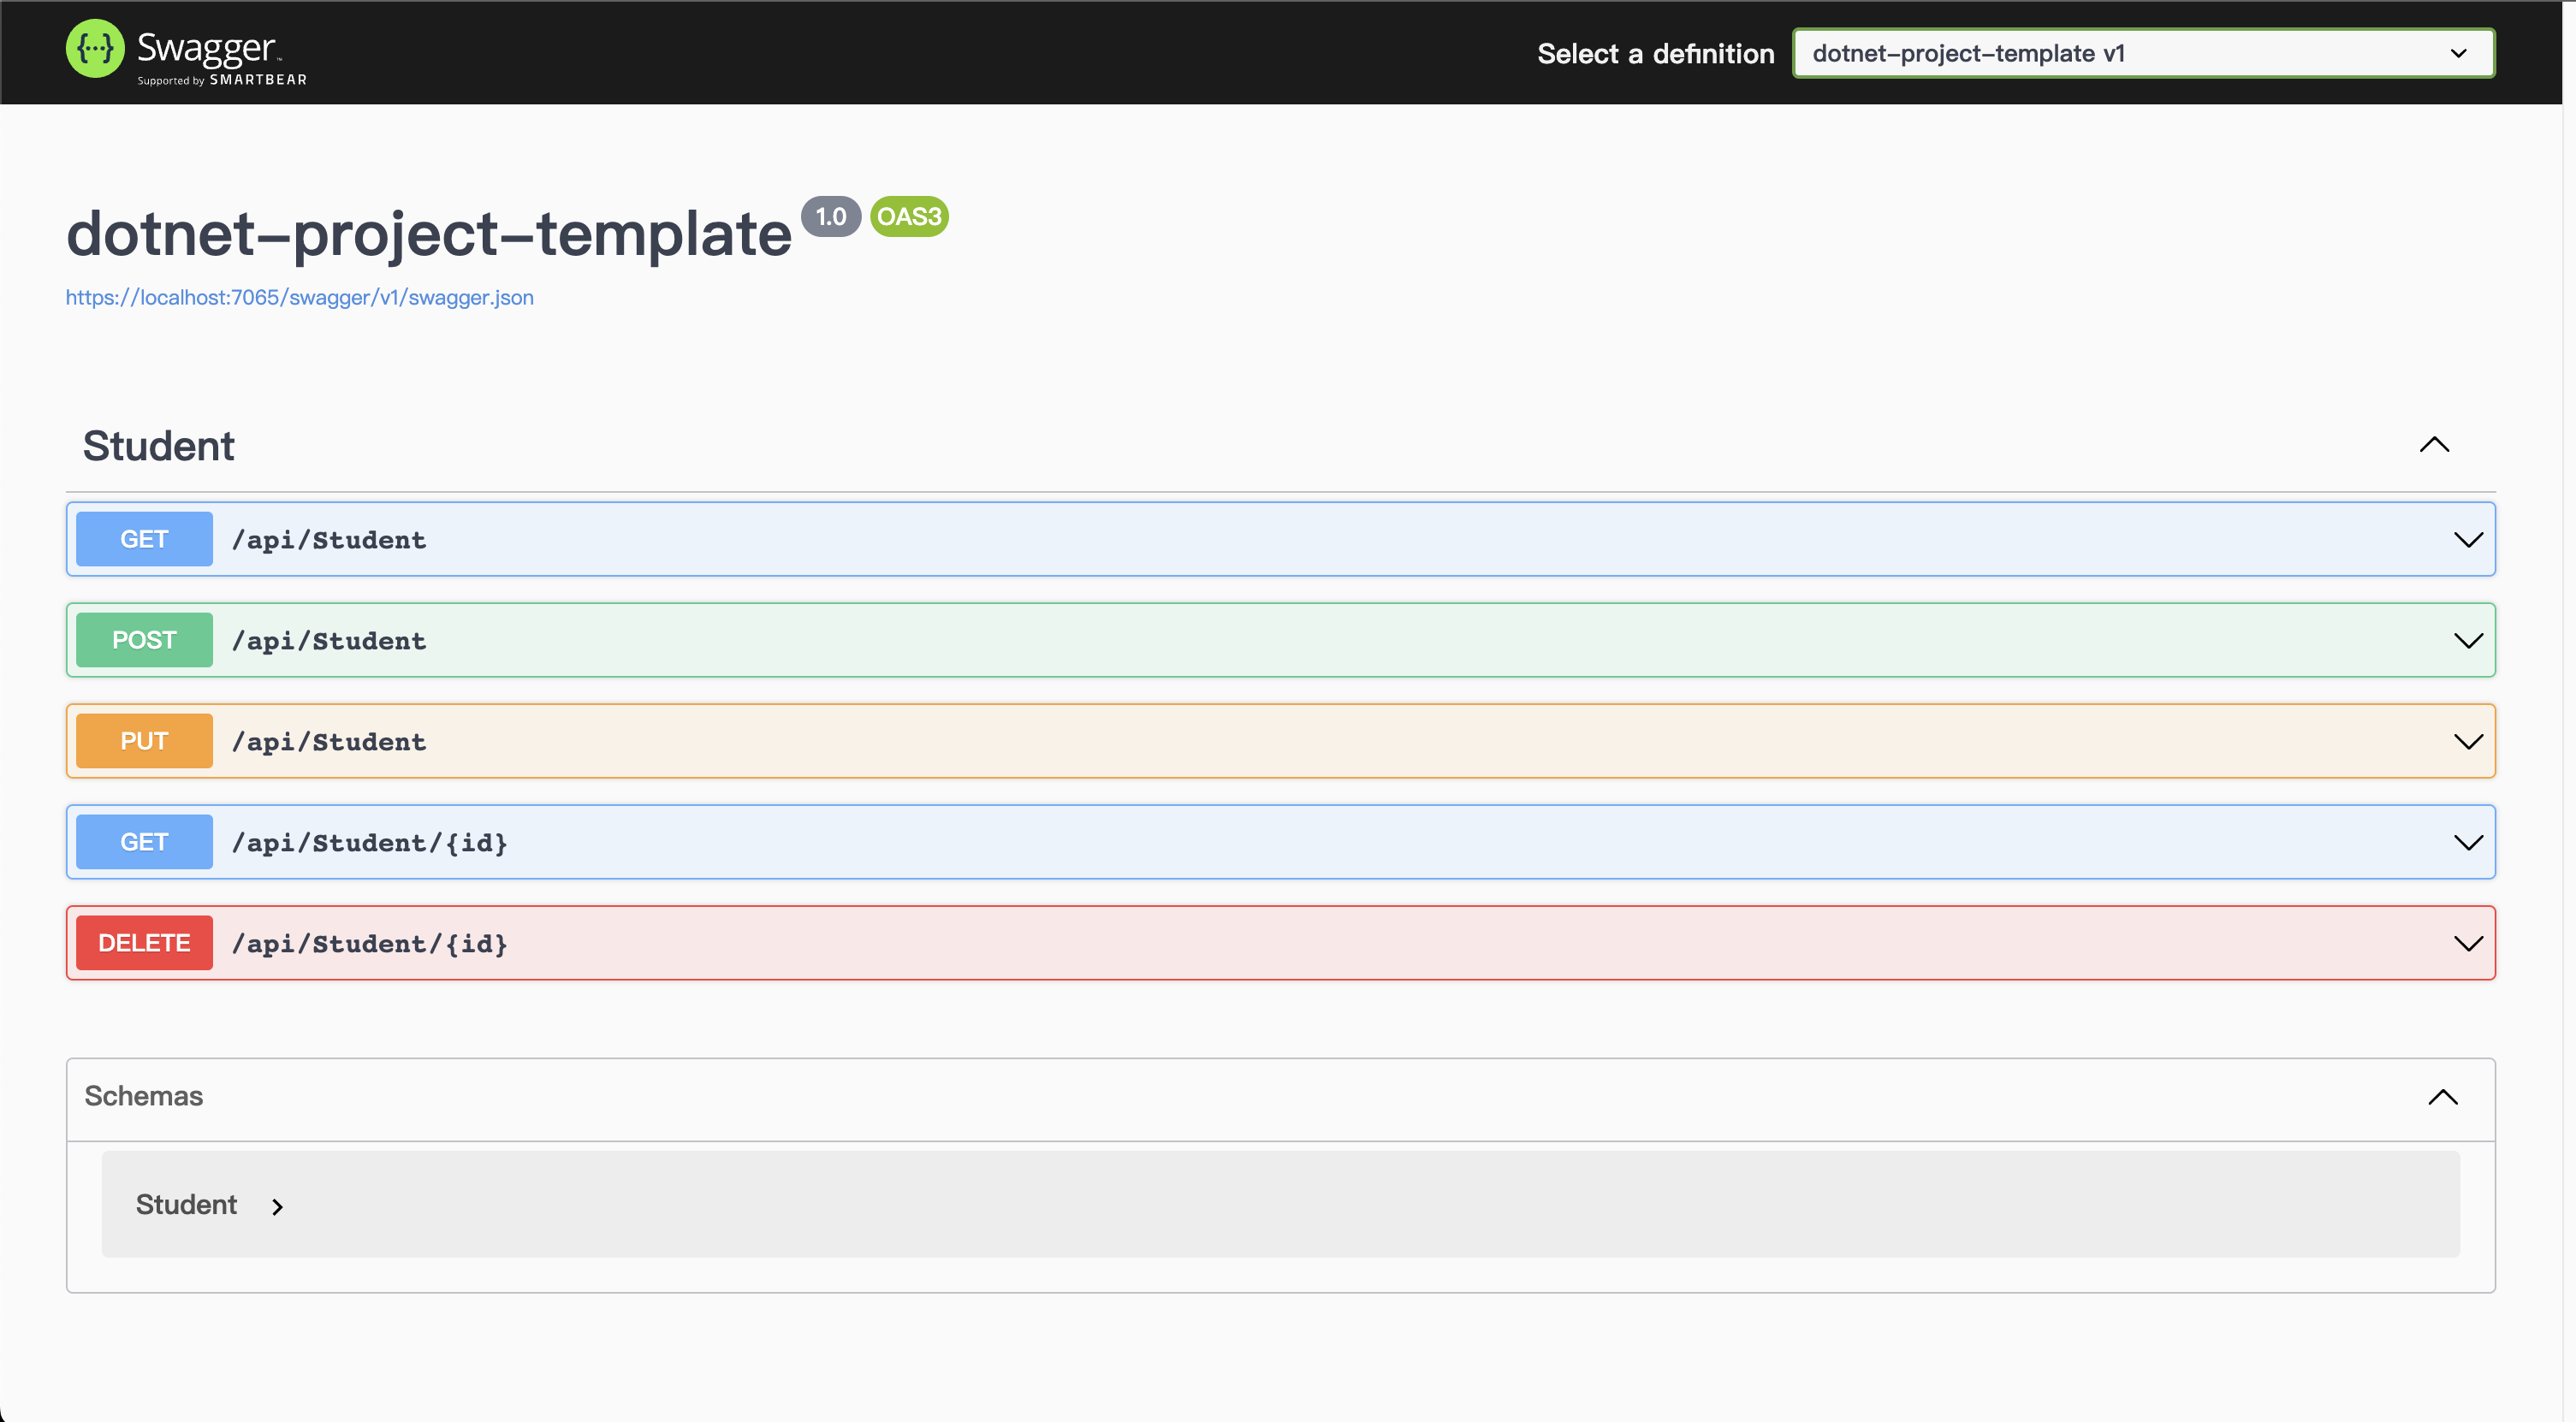 {···} Swagger™
Supported by SMARTBEAR
Select a definition
dotnet-project-template v1
dotnet-project-template 1.0 OAS3
https://localhost:7065/swagger/v1/swagger.json
Student
GET /api/Student
POST /api/Student
PUT /api/Student
GET /api/Student/{id}
DELETE /api/Student/{id}
Schemas
Student